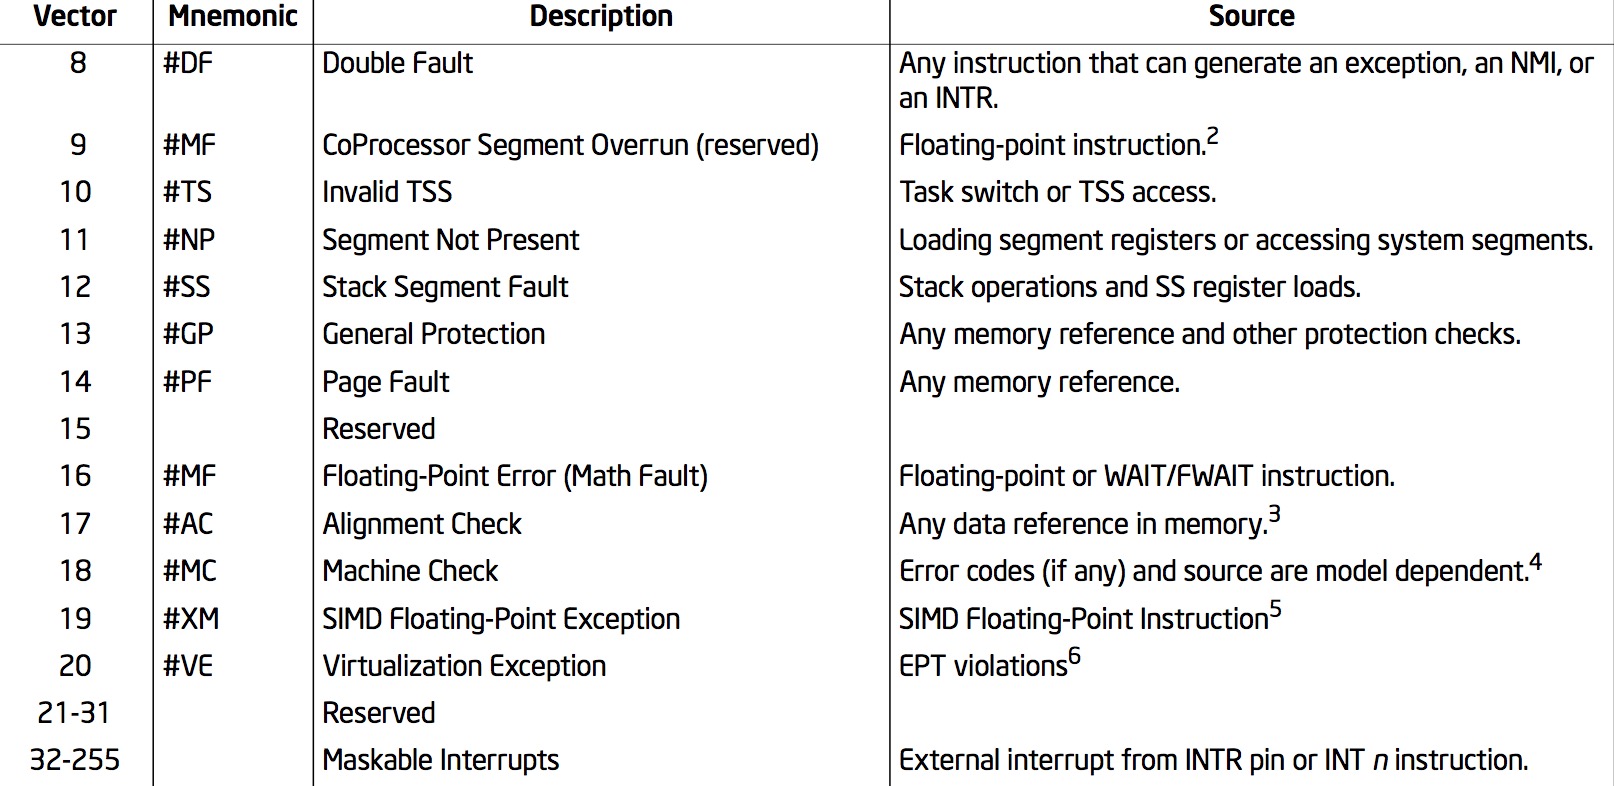 Vector Mnemonic Description Source
8 #DF Double Fault Any instruction that can generate an exception, an NMI, or
an INTR.
9 #MF CoProcessor Segment Overrun (reserved) Floating-point instruction.2
10 #TS Invalid TSS Task switch or TSS access.
11 #NP Segment Not Present Loading segment registers or accessing system segments.
12 #SS Stack Segment Fault Stack operations and SS register loads.
13 #GP General Protection Any memory reference and other protection checks.
14 #PF Page Fault Any memory reference.
15 Reserved
16 #MF Floating-Point Error (Math Fault) Floating-point or WAIT/FWAIT instruction.
17 #AC Alignment Check Any data reference in memory.3
18 #MC Machine Check Error codes (if any) and source are model dependent.4
19 #XM SIMD Floating-Point Exception SIMD Floating-Point Instruction5
20 #VE Virtualization Exception EPT violations6
21-31 Reserved
32-255 Maskable Interrupts External interrupt from INTR pin or INT n instruction.